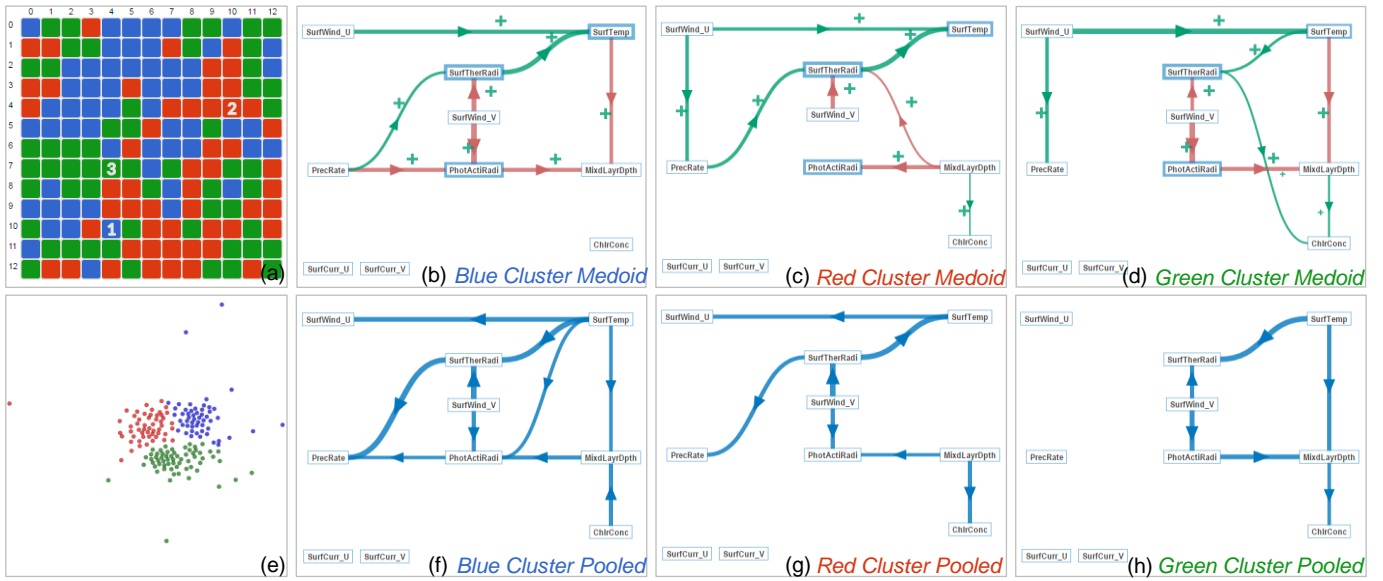 0 1 2 3 4 5 6 7 8 9 10 11 12
0
1
2
3
4
5
6
7
8
9
10
11
12
2
3
1
(a)
SurfWind_U
SurfTemp
SurfTherRadi
SurfWind_V
PrecRate
PhotActiRadi
MixdLayrDpth
ChlrConc
SurfCurr_U SurfCurr_V
(b) Blue Cluster Medoid
SurfWind_U
SurfTemp
SurfTherRadi
SurfWind_V
PrecRate
PhotActiRadi
MixdLayrDpth
ChlrConc
SurfCurr_U SurfCurr_V
(c) Red Cluster Medoid
SurfWind_U
SurfTemp
SurfTherRadi
SurfWind_V
PrecRate
PhotActiRadi
MixdLayrDpth
ChlrConc
SurfCurr_U SurfCurr_V
(d) Green Cluster Medoid
(e)
SurfWind_U
SurfTemp
SurfTherRadi
SurfWind_V
PrecRate
PhotActiRadi
MixdLayrDpth
ChlrConc
SurfCurr_U SurfCurr_V
(f) Blue Cluster Pooled
SurfWind_U
SurfTemp
SurfTherRadi
SurfWind_V
PrecRate
PhotActiRadi
MixdLayrDpth
ChlrConc
SurfCurr_U SurfCurr_V
(g) Red Cluster Pooled
SurfWind_U
SurfTemp
SurfTherRadi
SurfWind_V
PrecRate
PhotActiRadi
MixdLayrDpth
ChlrConc
SurfCurr_U SurfCurr_V
(h) Green Cluster Pooled